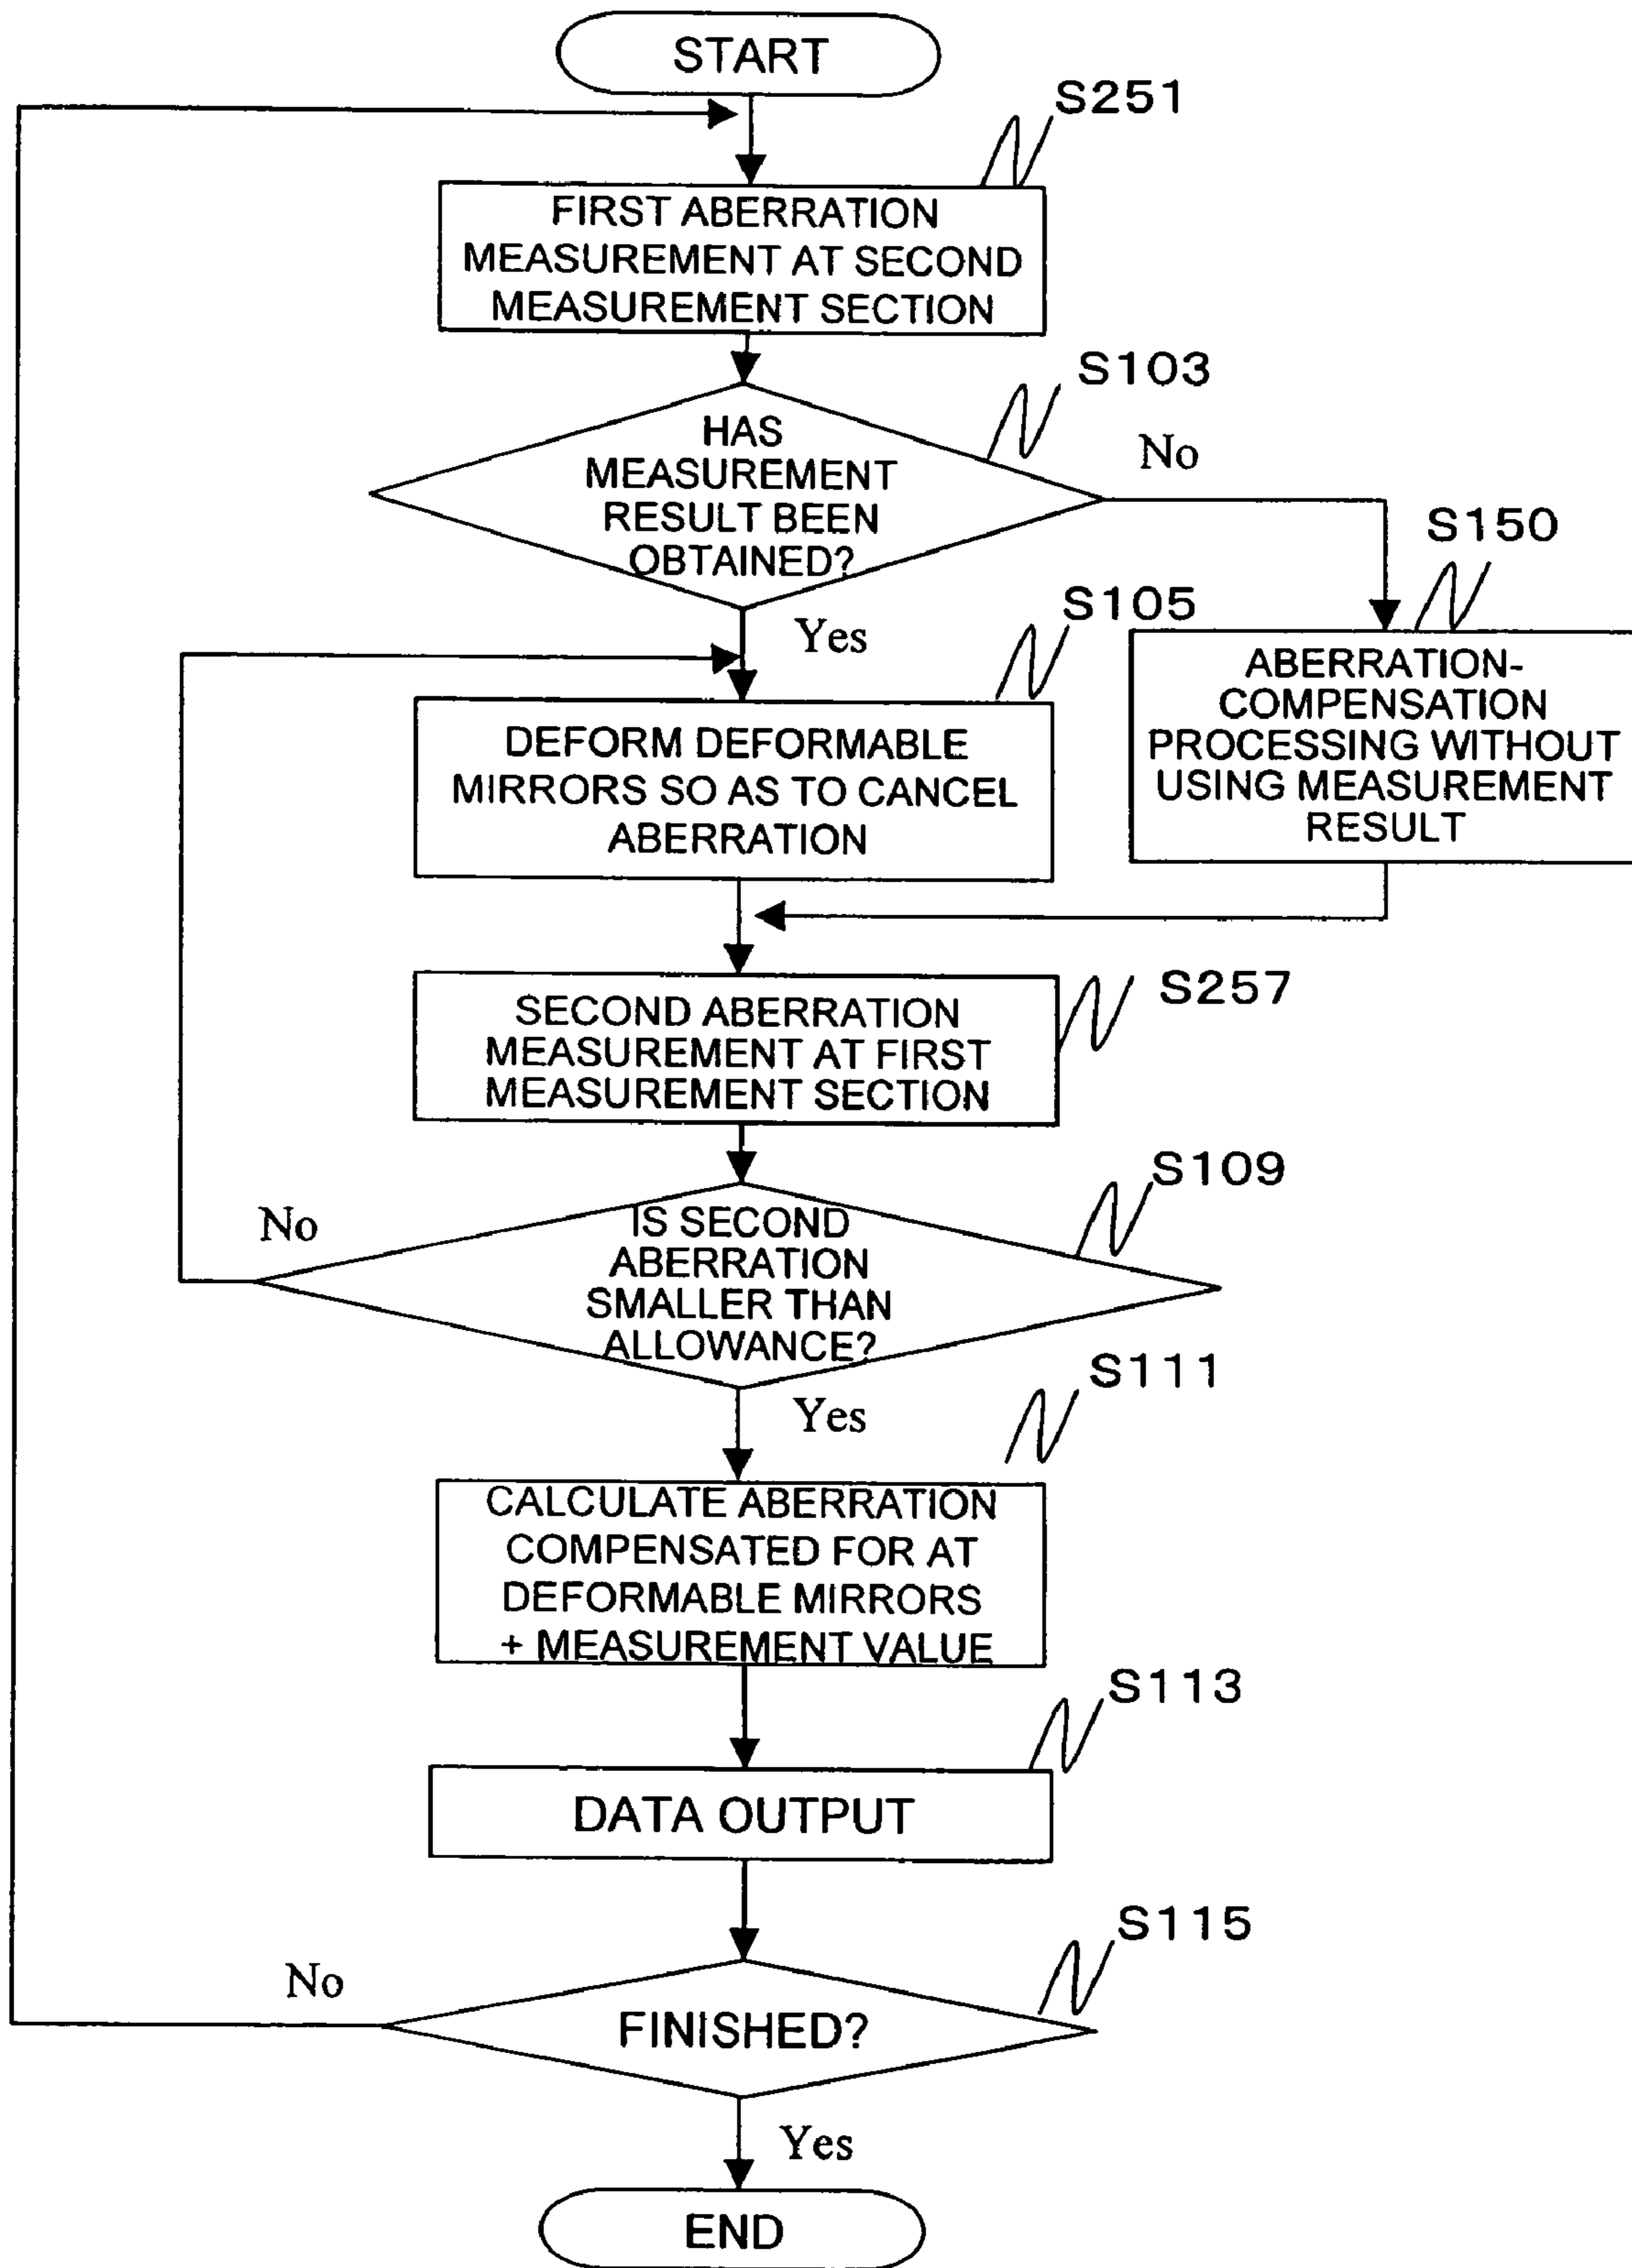 START
S251
FIRST ABERRATION
MEASUREMENT AT SECOND
MEASUREMENT SECTION
S103
HAS
MEASUREMENT
RESULT BEEN
OBTAINED?
No
S150
Yes
S105
ABERRATION-
COMPENSATION
PROCESSING WITHOUT
USING MEASUREMENT
RESULT
DEFORM DEFORMABLE
MIRRORS SO AS TO CANCEL
ABERRATION
S257
SECOND ABERRATION
MEASUREMENT AT FIRST
MEASUREMENT SECTION
S109
No
IS SECOND
ABERRATION
SMALLER THAN
ALLOWANCE?
S111
Yes
CALCULATE ABERRATION
COMPENSATED FOR AT
DEFORMABLE MIRRORS
+ MEASUREMENT VALUE
S113
DATA OUTPUT
S115
No
FINISHED?
Yes
END